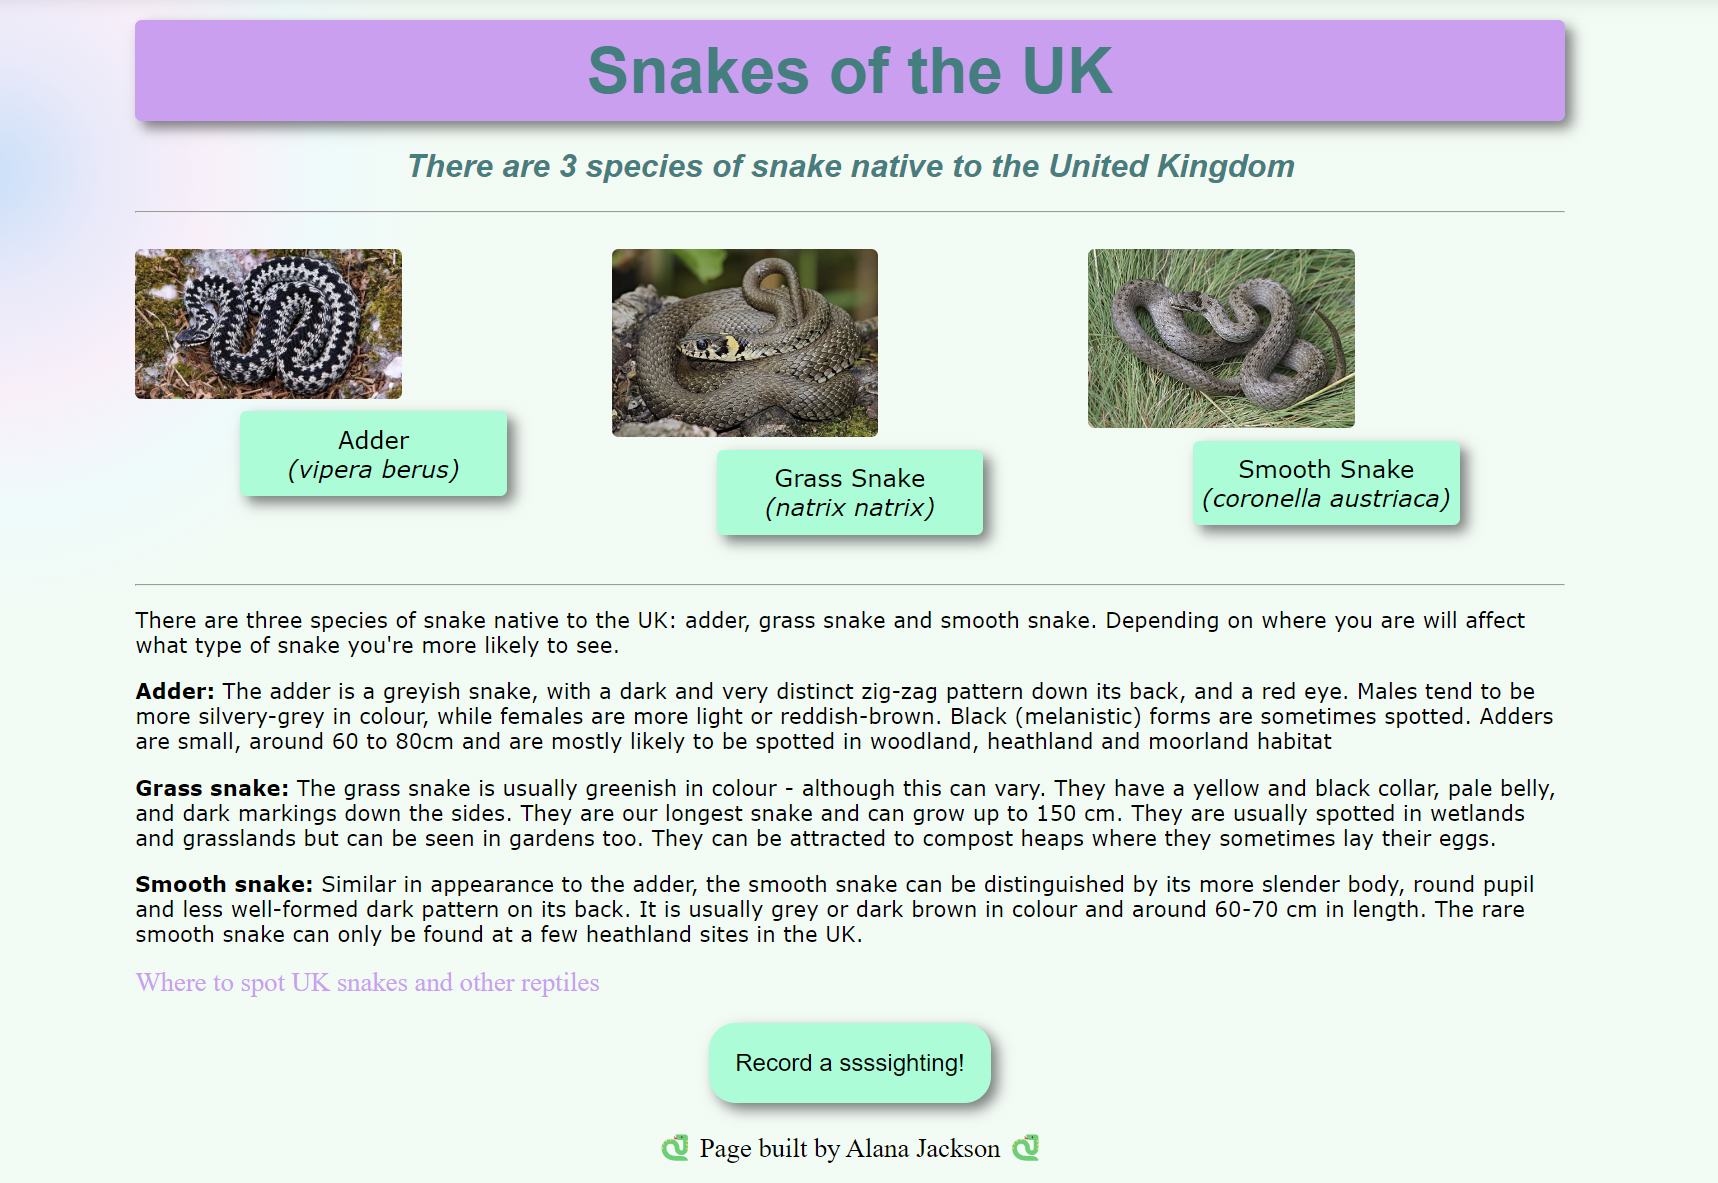 Snakes of the UK
There are 3 species of snake native to the United Kingdom
Adder
(vipera berus)
Grass Snake
(natrix natrix)
Smooth Snake
(coronella austriaca)
There are three species of snake native to the UK: adder, grass snake and smooth snake. Depending on where you are will affect
what type of snake you're more likely to see.
Adder: The adder is a greyish snake, with a dark and very distinct zig-zag pattern down its back, and a red eye. Males tend to be
more silvery-grey in colour, while females are more light or reddish-brown. Black (melanistic) forms are sometimes spotted. Adders
are small, around 60 to 80cm and are mostly likely to be spotted in woodland, heathland and moorland habitat
Grass snake: The grass snake is usually greenish in colour - although this can vary. They have a yellow and black collar, pale belly,
and dark markings down the sides. They are our longest snake and can grow up to 150 cm. They are usually spotted in wetlands
and grasslands but can be seen in gardens too. They can be attracted to compost heaps where they sometimes lay their eggs.
Smooth snake: Similar in appearance to the adder, the smooth snake can be distinguished by its more slender body, round pupil
and less well-formed dark pattern on its back. It is usually grey or dark brown in colour and around 60-70 cm in length. The rare
smooth snake can only be found at a few heathland sites in the UK.
Where to spot UK snakes and other reptiles
Record a ssssighting!
Page built by Alana Jackson